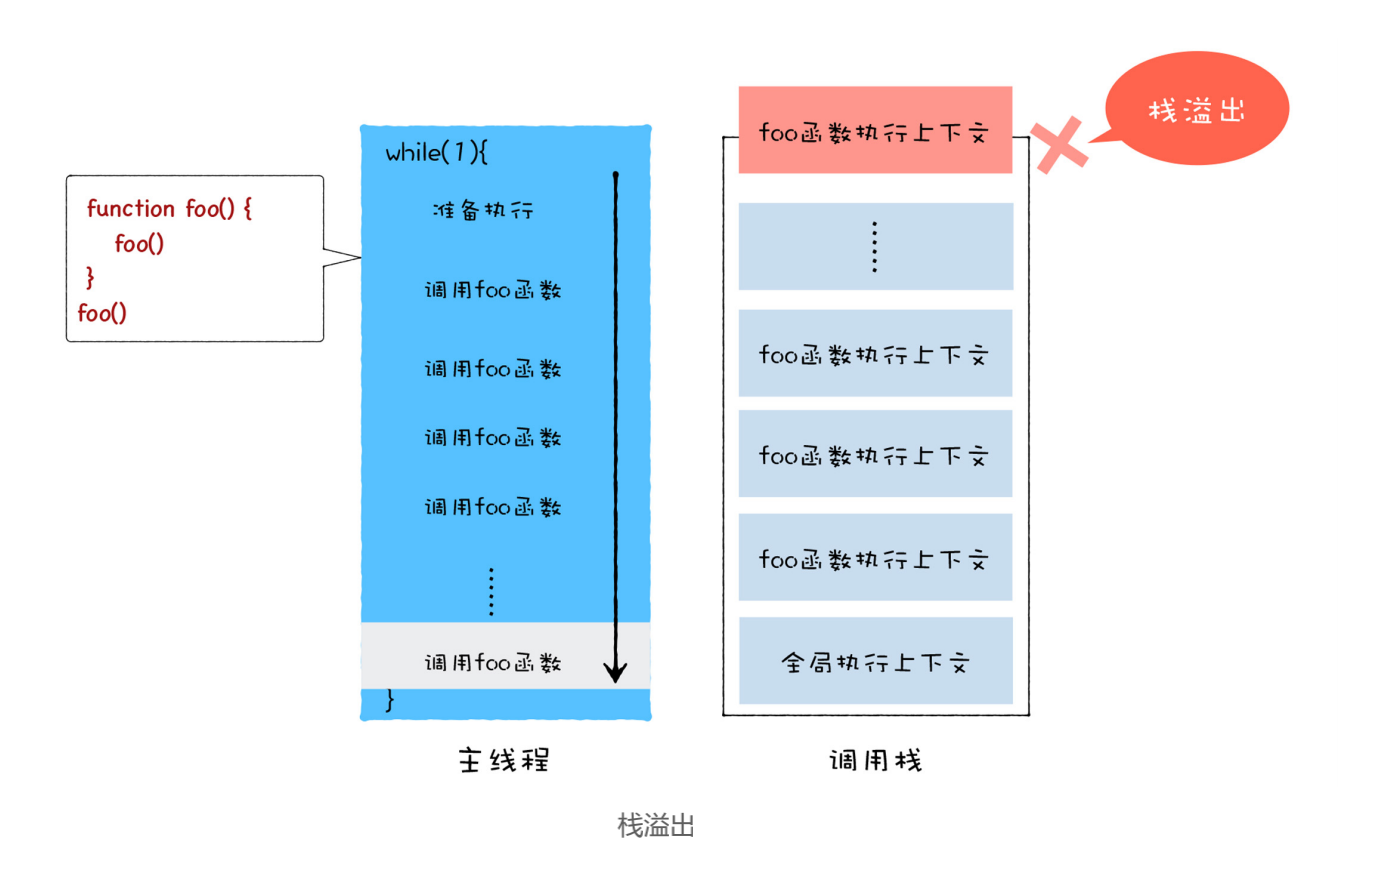 function foo() {
foo()
}
foo()
while(1){
准备执行
调用foo函数
调用foo函数
调用foo函数
调用foo函数
......
调用foo函数
}
主线程
foo函数执行上下文
......
foo函数执行上下文
foo函数执行上下文
foo函数执行上下文
全局执行上下文
调用栈
栈溢出
栈溢出